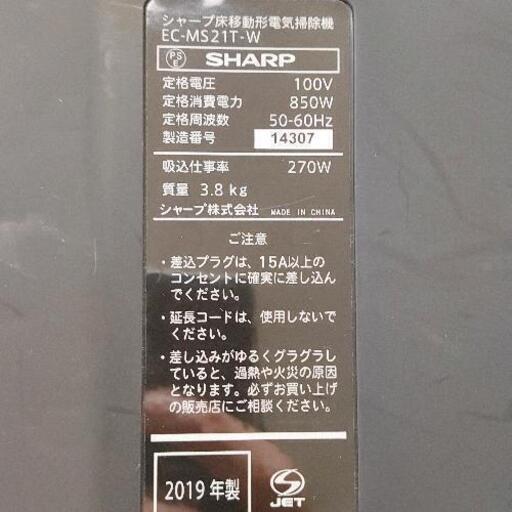 シャープ床移動形電気掃除機
EC-MS21T-W
PSE SHARP
定格電圧 100V
定格消費電力 850W
定格周波数 50-60Hz
製造番号 14307
吸込仕事率 270W
質量 3.8kg
シャープ株式会社 MADE IN CHINA
ご注意
・差込プラグは、15A以上の
コンセントに確実に差し込ん
でください。
・延長コードは、使用しないで
ください。
・差し込みがゆるくグラグラし
ていると、過熱や火災の原因
となります。必ずお買い上げ
の販売店にご相談ください。
2019年製
JET